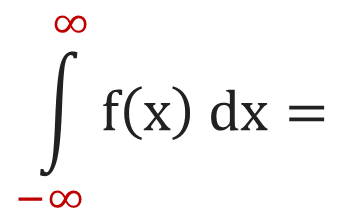 ∞
∫ f(x) dx =
− ∞